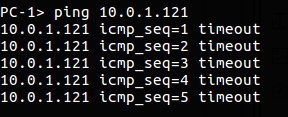 PC-1> ping 10.0.1.121
10.0.1.121 icmp_seq=1 timeout
10.0.1.121 icmp_seq=2 timeout
10.0.1.121 icmp_seq=3 timeout
10.0.1.121 icmp_seq=4 timeout
10.0.1.121 icmp_seq=5 timeout